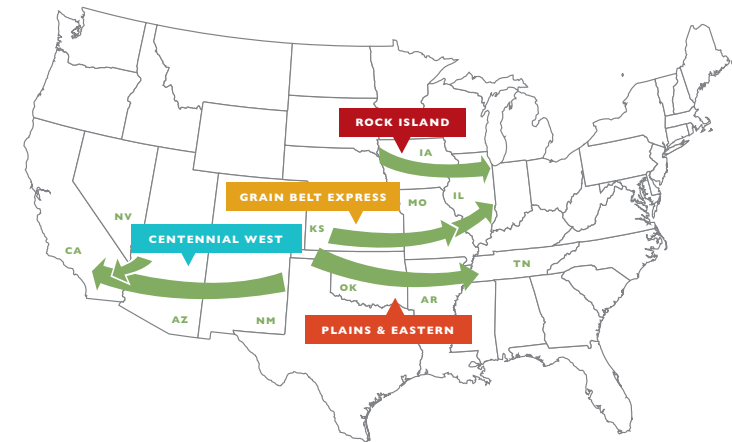 ROCK ISLAND
IA
GRAIN BELT EXPRESS
MO
IL
NV
KS
CENTENNIAL WEST
CA
TN
OK
AR
AZ
NM
PLAINS & EASTERN